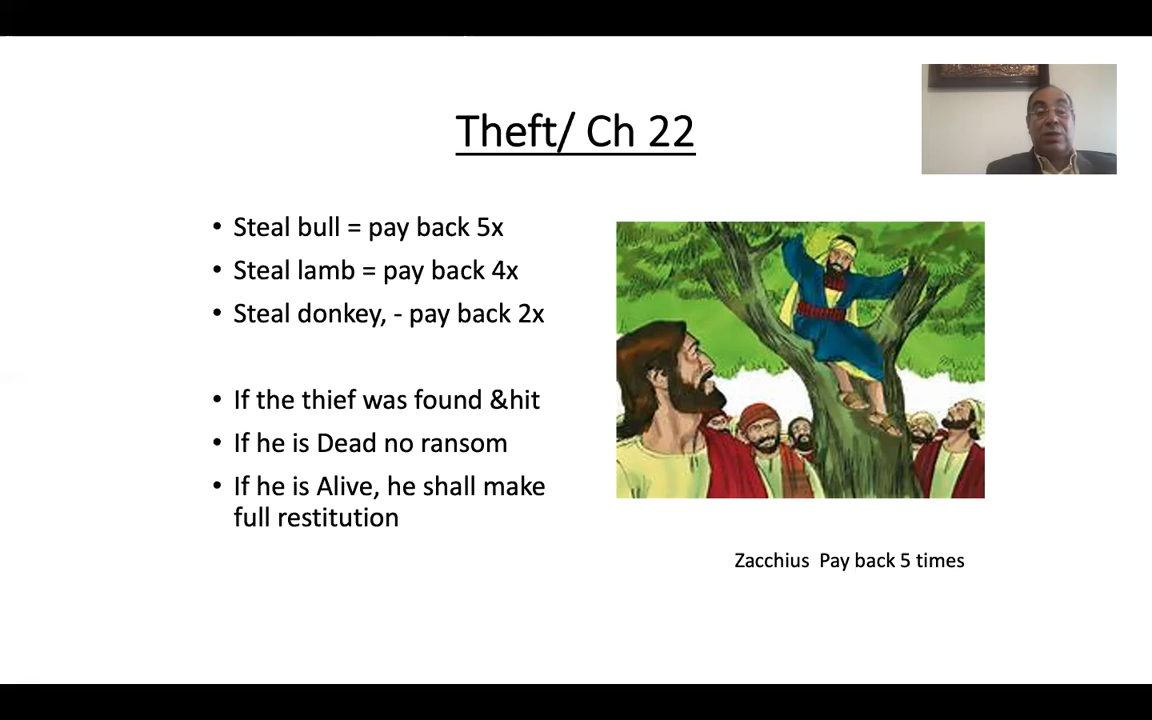 Theft/ Ch 22
• Steal bull = pay back 5x
• Steal lamb = pay back 4x
• Steal donkey, - pay back 2x
• If the thief was found &hit
• If he is Dead no ransom
• If he is Alive, he shall make
full restitution
Zacchius  Pay back 5 times